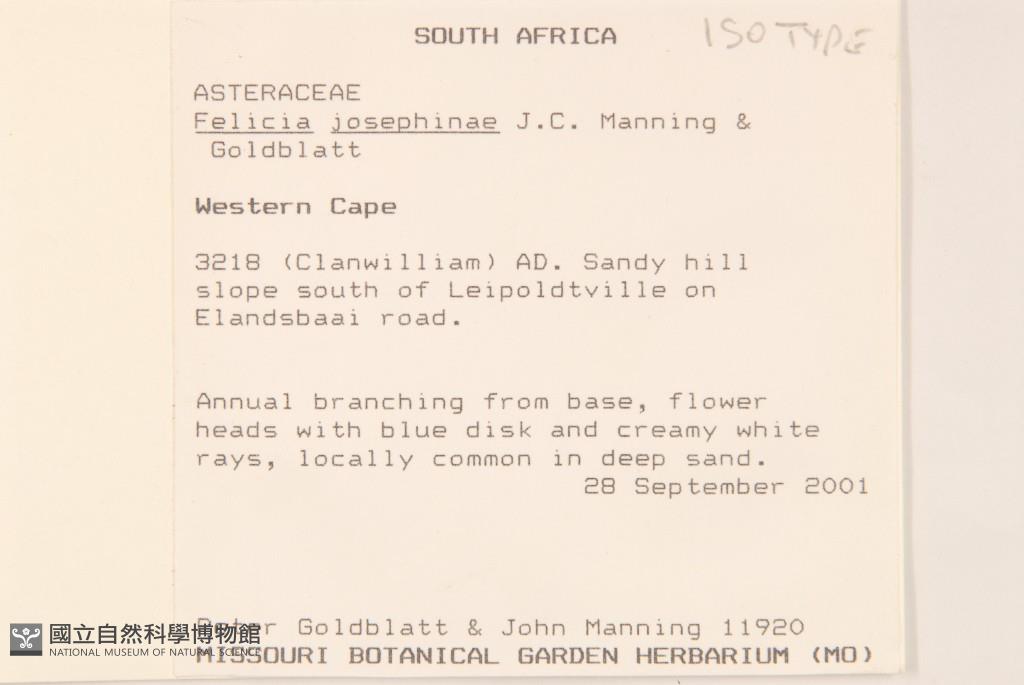 SOUTH AFRICA
ISOTYPE
ASTERACEAE
Felicia josephinae J.C. Manning &
Goldblatt
Western Cape
3218 (Clanwilliam) AD. Sandy hill
slope south of Leipoldtville on
Elandsbaai road.
Annual branching from base, flower
heads with blue disk and creamy white
rays, locally common in deep sand.
28 September 2001
Peter Goldblatt & John Manning 11920
MISSOURI BOTANICAL GARDEN HERBARIUM (MO)
國立自然科學博物館
NATIONAL MUSEUM OF NATURAL SCIENCE